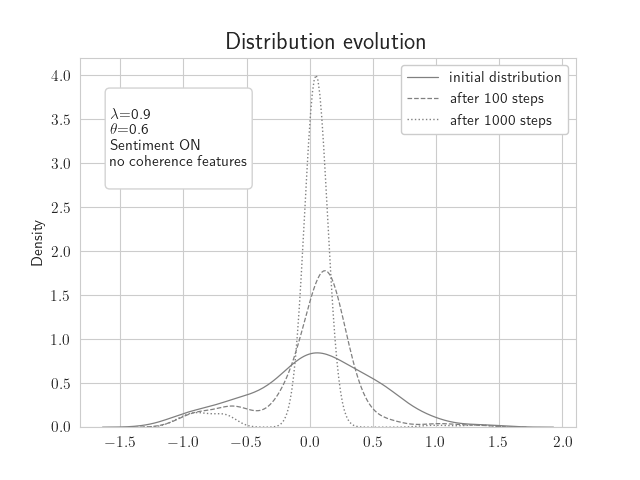 Distribution evolution
initial distribution
after 100 steps
after 1000 steps
λ=0.9
θ=0.6
Sentiment ON
no coherence features
Density
4.0
3.5
3.0
2.5
2.0
1.5
1.0
0.5
0.0
−1.5 −1.0 −0.5 0.0 0.5 1.0 1.5 2.0